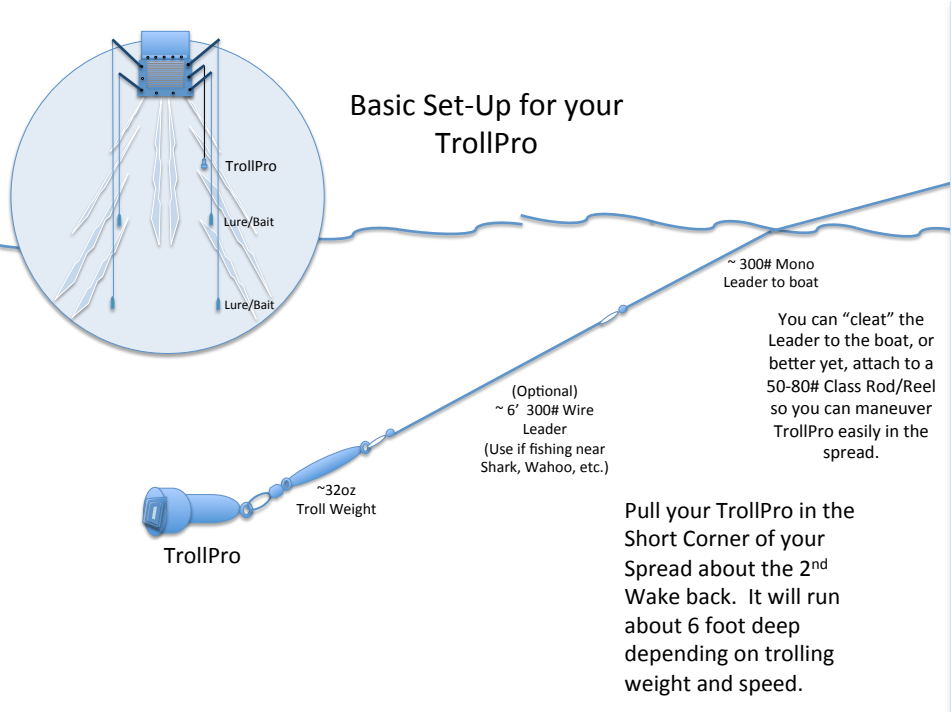 Basic Set-Up for your
TrollPro
TrollPro
Lure/Bait
Lure/Bait
~ 300# Mono
Leader to boat
You can “cleat” the
Leader to the boat, or
better yet, attach to a
50-80# Class Rod/Reel
so you can maneuver
TrollPro easily in the
spread.
(Optional)
~ 6’ 300# Wire
Leader
(Use if fishing near
Shark, Wahoo, etc.)
~32oz
Troll Weight
TrollPro
Pull your TrollPro in the
Short Corner of your
Spread about the 2nd
Wake back. It will run
about 6 foot deep
depending on trolling
weight and speed.